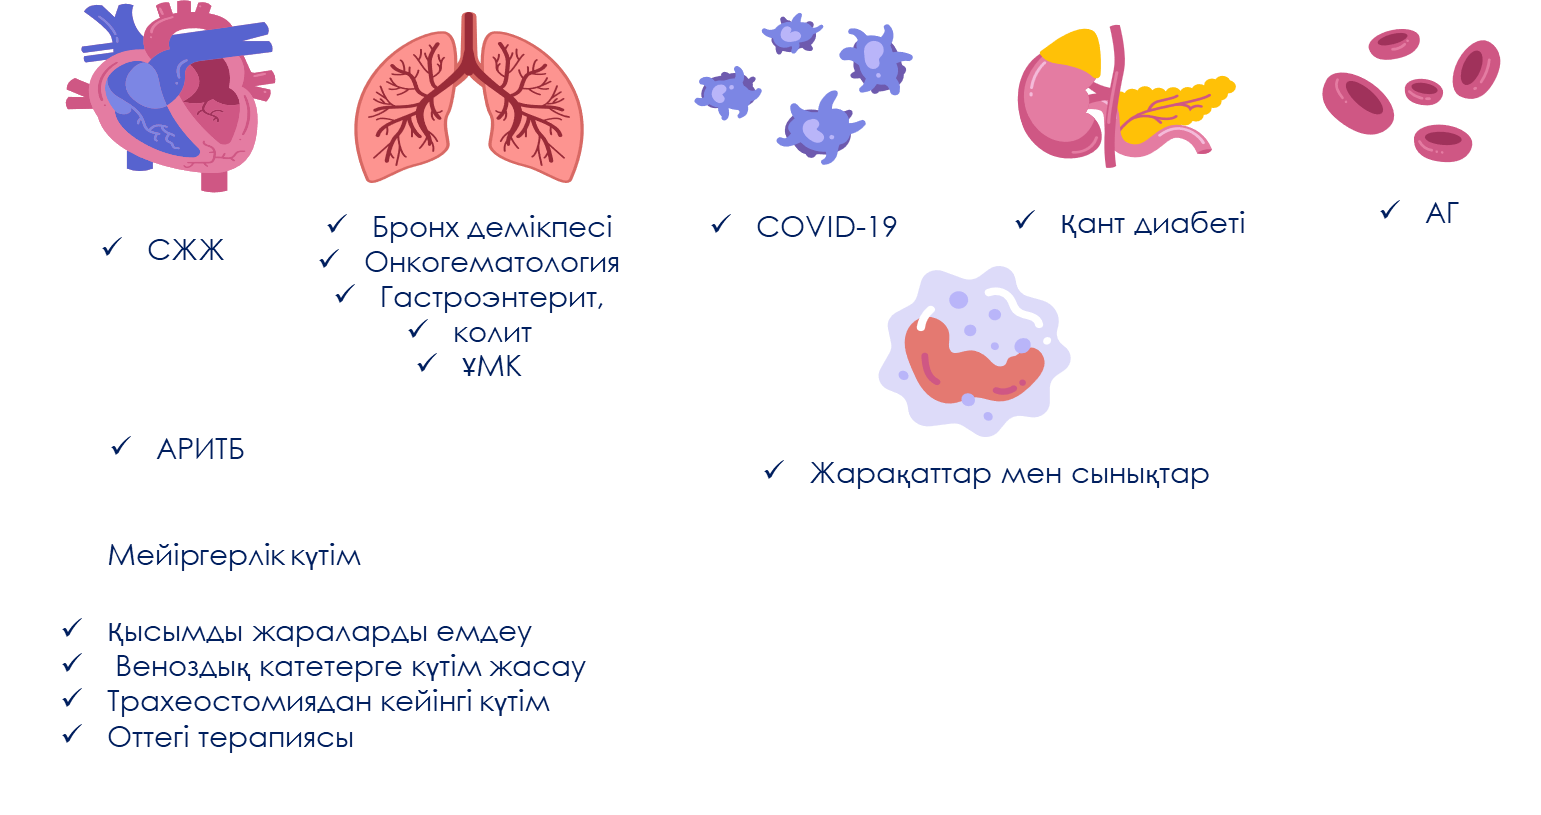 СЖЖ
Бронх демікпесі
Онкогематология
Гастроэнтерит,
колит
ҰМК
COVID-19
Қант диабеті
АГ
АРИТБ
Жарақаттар мен сынықтар
Мейіргерлік күтім
Қысымды жараларды емдеу
Веноздық катетерге күтім жасау
Трахеостомиядан кейінгі күтім
Оттегі терапиясы